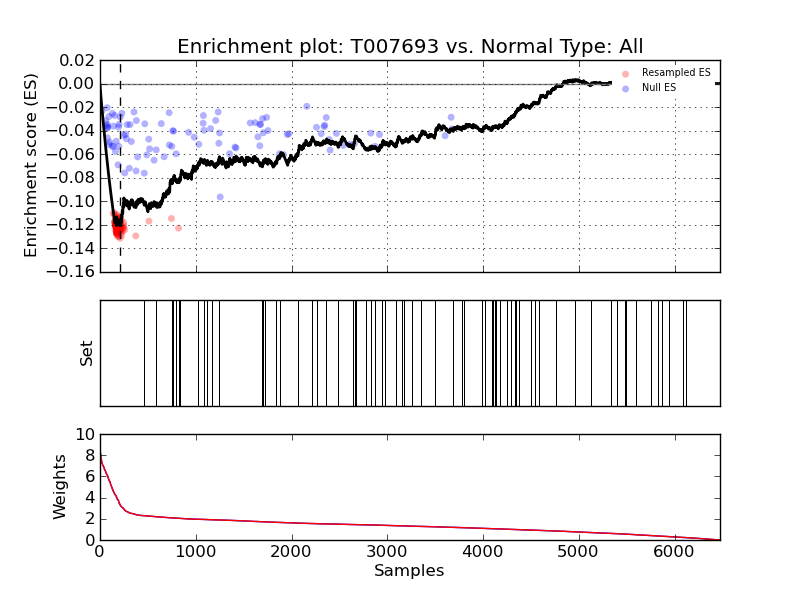 Enrichment plot: T007693 vs. Normal Type: All
Enrichment score (ES)
0.02
0.00
−0.02
−0.04
−0.06
−0.08
−0.10
−0.12
−0.14
−0.16
Resampled ES
Null ES
Set
Weights
10
8
6
4
2
0
0 1000 2000 3000 4000 5000 6000
Samples